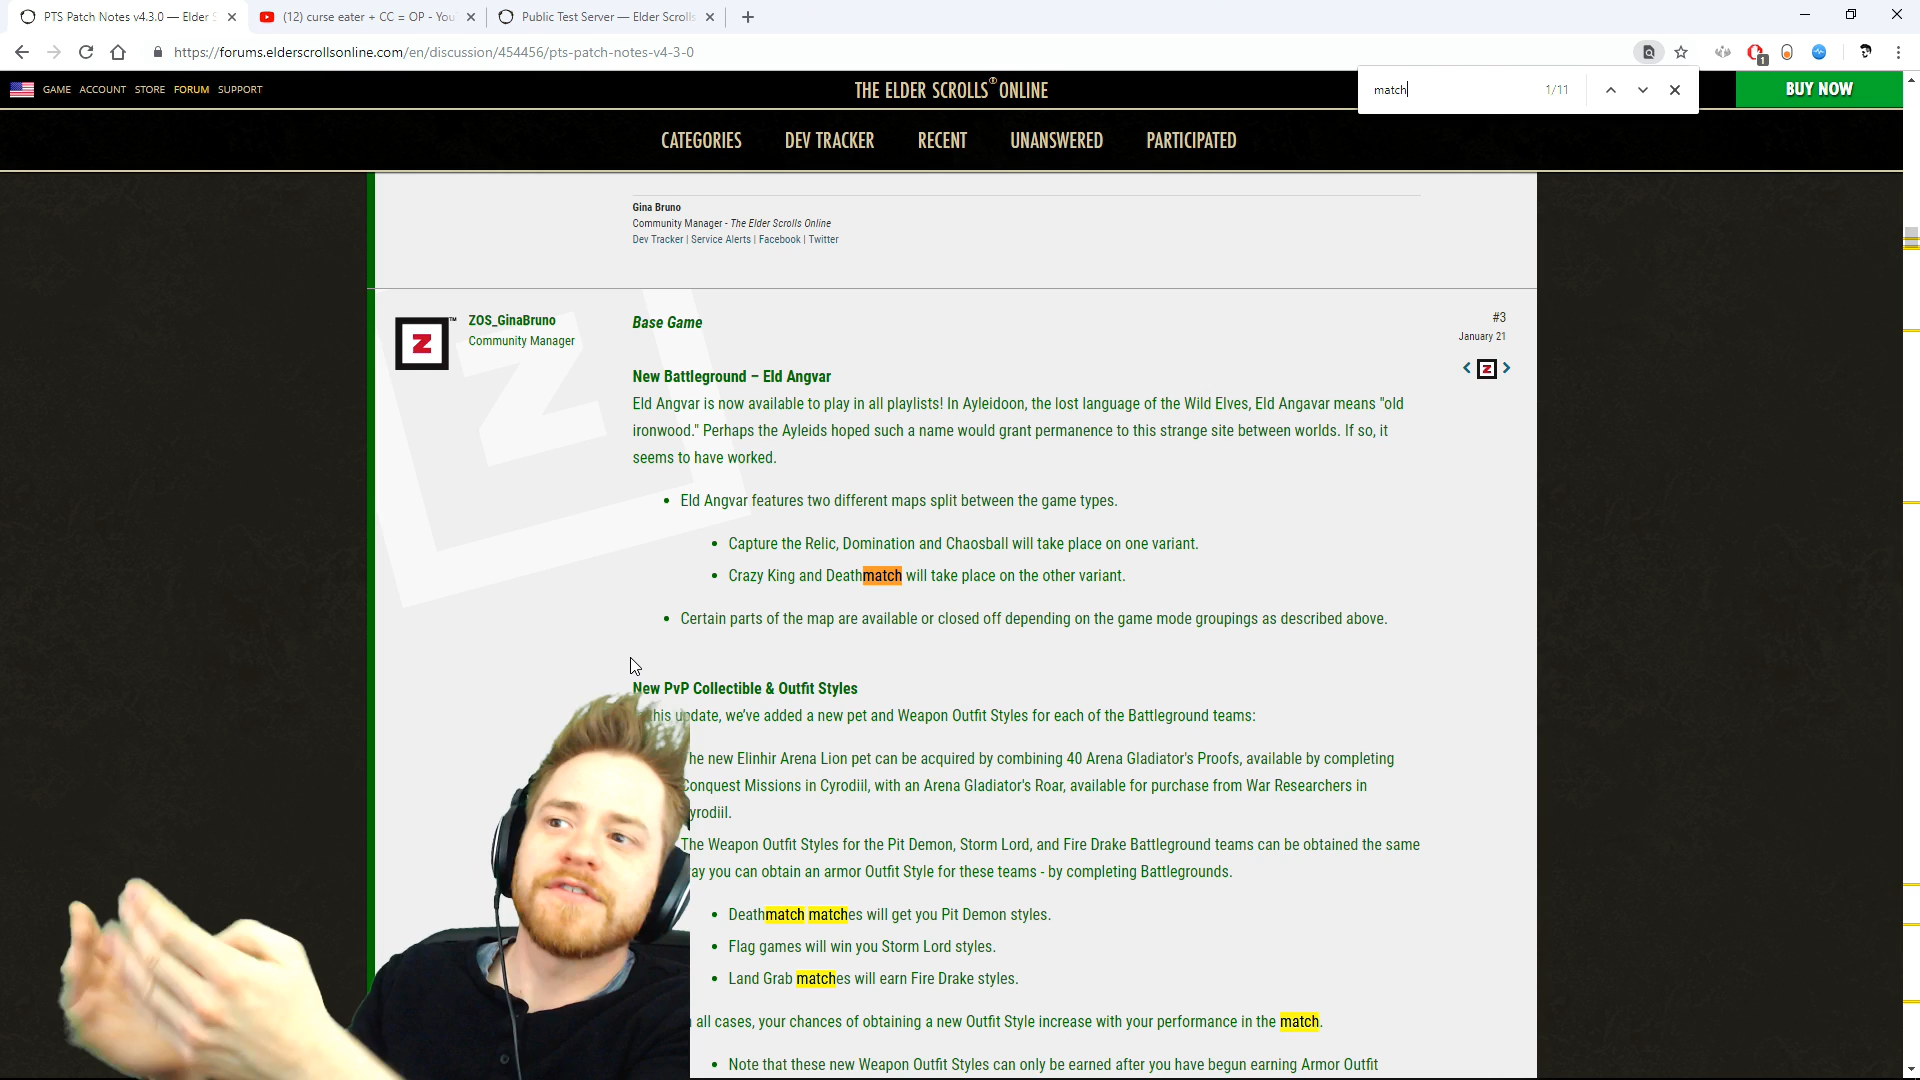 PTS Patch Notes v4.3.0 — Elder S
(12) curse eater + CC = OP - You
Public Test Server — Elder Scrolls
https://forums.elderscrollsonline.com/en/discussion/454456/pts-patch-notes-v4-3-0
1
match
1/11
GAME ACCOUNT STORE FORUM SUPPORT
THE ELDER SCROLLS ONLINE
BUY NOW
CATEGORIES DEV TRACKER RECENT UNANSWERED PARTICIPATED
Gina Bruno
Community Manager - The Elder Scrolls Online
Dev Tracker | Service Alerts | Facebook | Twitter
Z
™
ZOS_GinaBruno
Community Manager
Base Game
#3
January 21
< Z >
New Battleground – Eld Angvar
Eld Angvar is now available to play in all playlists! In Ayleidoon, the lost language of the Wild Elves, Eld Angavar means "old
ironwood." Perhaps the Ayleids hoped such a name would grant permanence to this strange site between worlds. If so, it
seems to have worked.
• Eld Angvar features two different maps split between the game types.
• Capture the Relic, Domination and Chaosball will take place on one variant.
• Crazy King and Deathmatch will take place on the other variant.
• Certain parts of the map are available or closed off depending on the game mode groupings as described above.
New PvP Collectible & Outfit Styles
his update, we've added a new pet and Weapon Outfit Styles for each of the Battleground teams:
he new Elinhir Arena Lion pet can be acquired by combining 40 Arena Gladiator's Proofs, available by completing
Conquest Missions in Cyrodiil, with an Arena Gladiator's Roar, available for purchase from War Researchers in
yrodiil.
The Weapon Outfit Styles for the Pit Demon, Storm Lord, and Fire Drake Battleground teams can be obtained the same
ay you can obtain an armor Outfit Style for these teams - by completing Battlegrounds.
• Deathmatch matches will get you Pit Demon styles.
• Flag games will win you Storm Lord styles.
• Land Grab matches will earn Fire Drake styles.
all cases, your chances of obtaining a new Outfit Style increase with your performance in the match.
• Note that these new Weapon Outfit Styles can only be earned after you have begun earning Armor Outfit